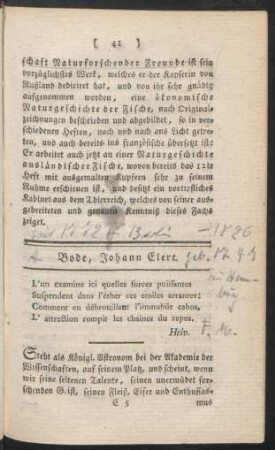 ( 41 )
schaft Naturforschender Freunde ist sein
vorzüglichstes Werk, welches er der Kayserin von
Rußland dedicirt hat, und von ihr sehr gnädig
aufgenommen worden, eine ökonomische
Naturgeschichte der Fische, nach Original-
zeichnungen beschrieben und abgebildet, so in ver-
schiedenen Heften, nach und nach ans Licht getre-
ten, und auch bereits ins französische übersetzt ist:
Er arbeitet auch jetzt an einer Naturgeschichte
ausländischer Fische, wovon bereits das 12te
Heft mit ausgemalten Kupfern sehr zu seinem
Ruhme erschienen ist, und besitzt ein vortrefliches
Kabinet aus dem Thierreich, welches von seiner aus-
gebreiteten und genauen Kenntniß dieses Fachs
zeiget.
1826
Bode, Johann Elert.
L'on examine ici quelles forces puissantes
Suspendent dans l'éther ces etoiles errantes:
Comment en débrouillant l'immobile cahos,
L' attraction rompit les chaines du repos.
Helv.
Steht als Königl. Astronom bei der Akademie der
Wissenschaften, auf seinem Platz, und scheint, wenn
wir seine seltenen Talente, seinen unermüdet for-
schenden Geist, seinen Fleiß, Eifer und Enthusias-
C 5 mus